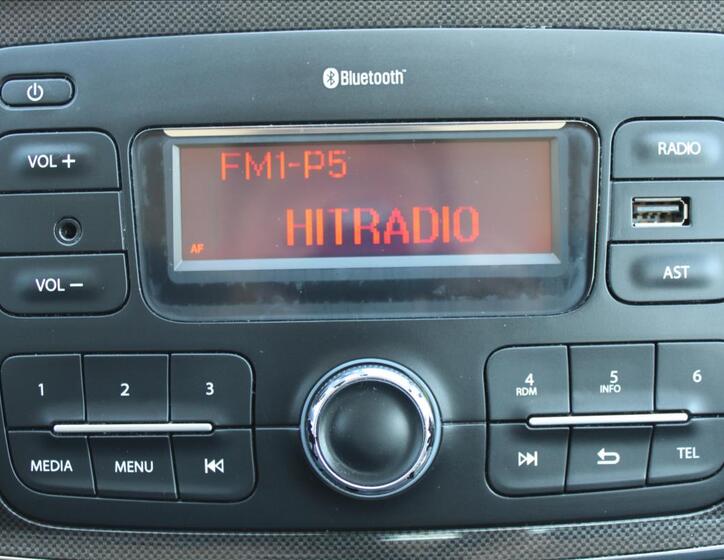 Bluetooth™
VOL +
FM1-P5
HITRADIO
AF
RADIO
VOL −
AST
1
2
3
4
RDM
5
INFO
6
MEDIA
MENU
TEL